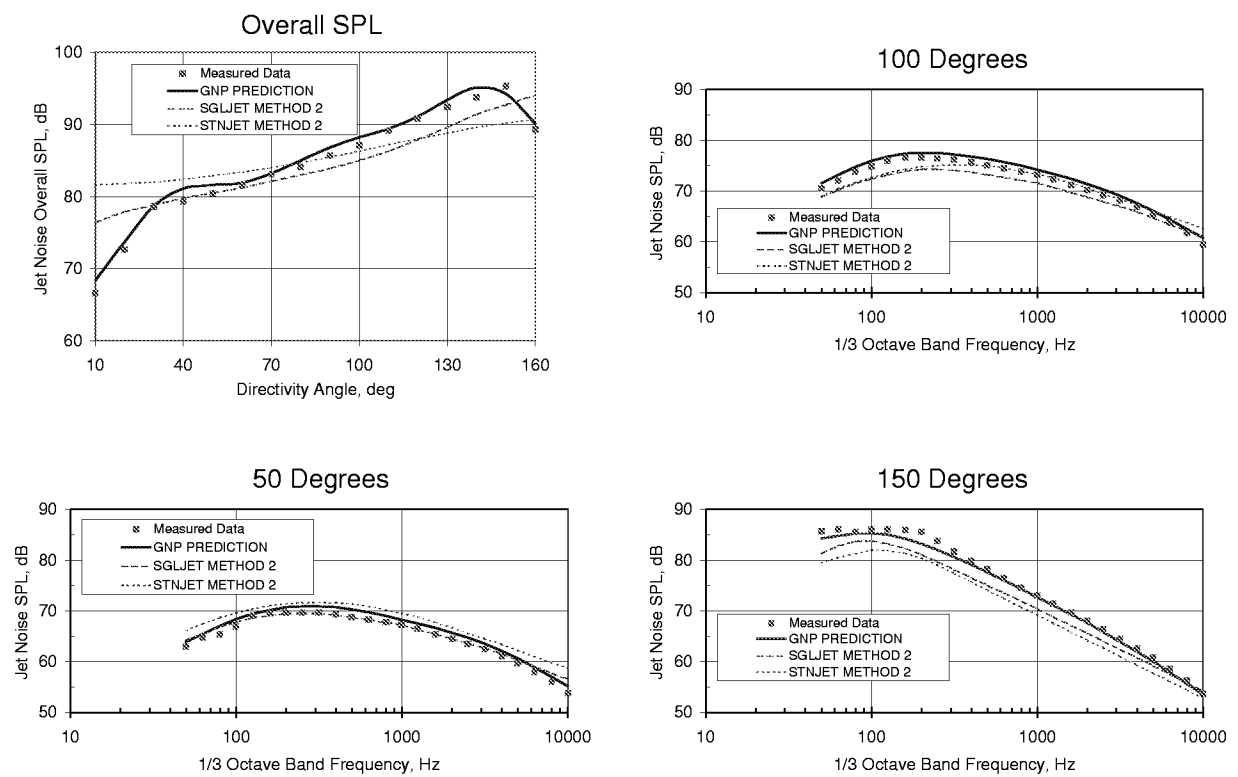 Overall SPL
Jet Noise Overall SPL, dB
100
90
80
70
60
Measured Data
GNP PREDICTION
SGLJET METHOD 2
STNJET METHOD 2
10 40 70 100 130 160
Directivity Angle, deg
100 Degrees
Jet Noise SPL, dB
90
80
70
60
50
Measured Data
GNP PREDICTION
SGLJET METHOD 2
STNJET METHOD 2
10 100 1000 10000
1/3 Octave Band Frequency, Hz
50 Degrees
Jet Noise SPL, dB
90
80
70
60
50
Measured Data
GNP PREDICTION
SGLJET METHOD 2
STNJET METHOD 2
10 100 1000 10000
1/3 Octave Band Frequency, Hz
150 Degrees
Jet Noise SPL, dB
90
80
70
60
50
Measured Data
GNP PREDICTION
SGLJET METHOD 2
STNJET METHOD 2
10 100 1000 10000
1/3 Octave Band Frequency, Hz